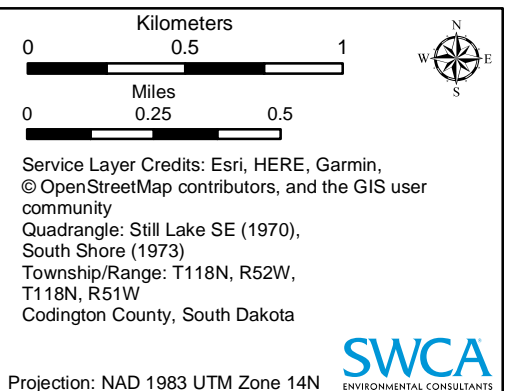 Kilometers
0 0.5 1
Miles
0 0.25 0.5
N
W E
S
Service Layer Credits: Esri, HERE, Garmin,
© OpenStreetMap contributors, and the GIS user
community
Quadrangle: Still Lake SE (1970),
South Shore (1973)
Township/Range: T118N, R52W,
T118N, R51W
Codington County, South Dakota
Projection: NAD 1983 UTM Zone 14N
SWCA
ENVIRONMENTAL CONSULTANTS